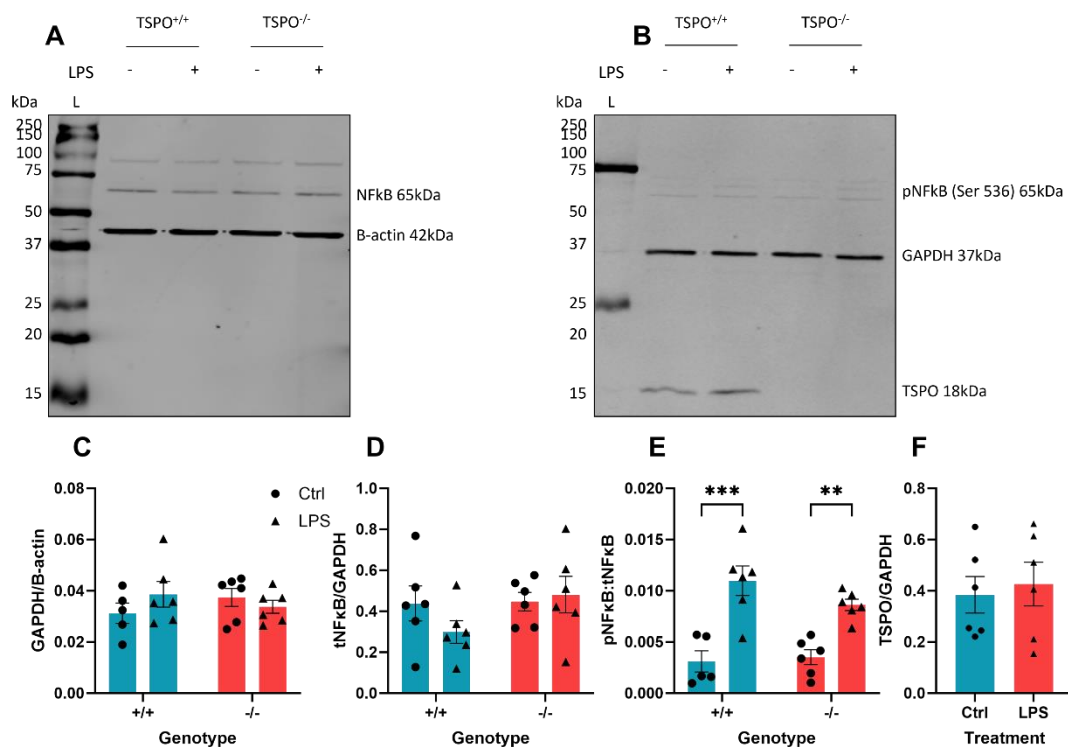 A
TSPO+/+ TSPO-/-
LPS - + - +
kDa L
250
150
100
75
50
37
25
20
15
NFkB 65kDa
B-actin 42kDa
B
TSPO+/+ TSPO-/-
LPS - + - +
kDa L
250
150
100
75
50
37
25
20
15
pNFkB (Ser 536) 65kDa
GAPDH 37kDa
TSPO 18kDa
C
GAPDH/B-actin
0.08
0.06
0.04
0.02
0.00
+/+ -/-
Genotype
Ctrl
LPS
D
tNFκB/GAPDH
1.0
0.8
0.6
0.4
0.2
0.0
+/+ -/-
Genotype
E
pNFκB:tNFκB
0.020
0.015
0.010
0.005
0.000
*** **
+/+ -/-
Genotype
F
TSPO/GAPDH
0.8
0.6
0.4
0.2
0.0
Ctrl LPS
Treatment